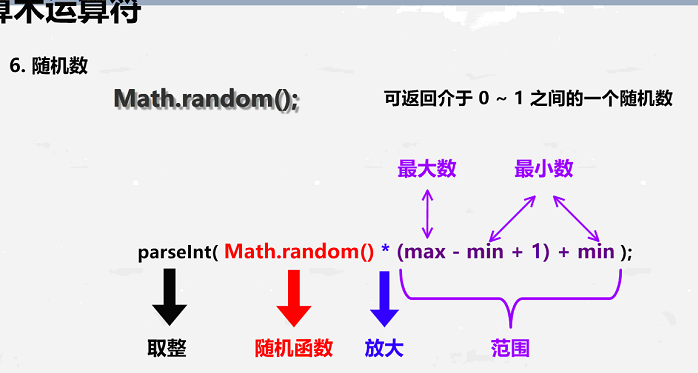 算术运算符
6. 随机数
Math.random();
可返回介于 0 ~ 1 之间的一个随机数
最大数 最小数
parseInt( Math.random() * (max - min + 1) + min );
取整 随机函数 放大 范围